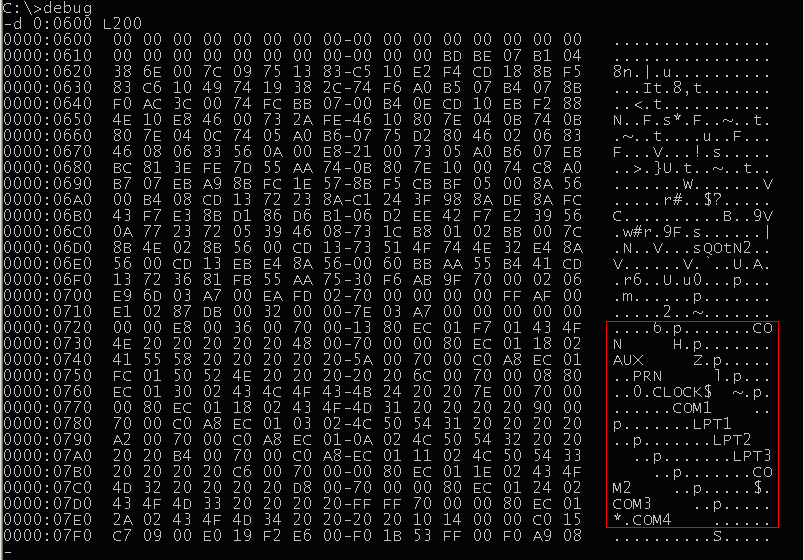 C:\>debug
-d 0:0600 L200
0000:0600  00 00 00 00 00 00 00 00-00 00 00 00 00 00 00 00   ................
0000:0610  00 00 00 00 00 00 00 00-00 00 00 BD BE 07 B1 04   ................
0000:0620  38 6E 00 7C 09 75 13 83-C5 10 E2 F4 CD 18 8B F5   8n.|.u..........
0000:0630  83 C6 10 49 74 19 38 2C-74 F6 A0 B5 07 B4 07 8B   ...It.8,t.......
0000:0640  F0 AC 3C 00 74 FC BB 07-00 B4 0E CD 10 EB F2 88   ..<.t...........
0000:0650  4E 10 E8 46 00 73 2A FE-46 10 80 7E 04 0B 74 0B   N..F.s*.F..~..t.
0000:0660  80 7E 04 0C 74 05 A0 B6-07 75 D2 80 46 02 06 83   .~..t....u..F...
0000:0670  46 08 06 83 56 0A 00 E8-21 00 73 05 A0 B6 07 EB   F...V...!.s.....
0000:0680  BC 81 3E FE 7D 55 AA 74-0B 80 7E 10 00 74 C8 A0   ..>.}U.t..~..t..
0000:0690  B7 07 EB A9 8B FC 1E 57-8B F5 CB BF 05 00 8A 56   .......W.......V
0000:06A0  00 B4 08 CD 13 72 23 8A-C1 24 3F 98 8A DE 8A FC   .....r#..$?.....
0000:06B0  43 F7 E3 8B D1 86 D6 B1-06 D2 EE 42 F7 E2 39 56   C..........B..9V
0000:06C0  0A 77 23 72 05 39 46 08-73 1C B8 01 02 BB 00 7C   .w#r.9F.s......|
0000:06D0  8B 4E 02 8B 56 00 CD 13-73 51 4F 74 4E 32 E4 8A   .N..V...sQOtN2..
0000:06E0  56 00 CD 13 EB E4 8A 56-00 60 BB AA 55 B4 41 CD   V......V.`..U.A.
0000:06F0  13 72 36 81 FB 55 AA 75-30 F6 AB 9F 70 00 02 06   .r6..U.u0...p...
0000:0700  E9 6D 03 A7 00 EA FD 02-70 00 00 00 00 FF AF 00   .m......p.......
0000:0710  E1 02 87 DB 00 32 00 00-7E 03 A7 00 00 00 00 00   .....2..~.......
0000:0720  00 00 E8 00 36 00 70 00-13 80 EC 01 F7 01 43 4F   ....6.p.......CO
0000:0730  4E 20 20 20 20 20 48 00-70 00 00 80 EC 01 18 02   N     H.p.......
0000:0740  41 55 58 20 20 20 20 20-5A 00 70 00 C0 A8 EC 01   AUX     Z.p.....
0000:0750  FC 01 50 52 4E 20 20 20-20 20 6C 00 70 00 08 80   ..PRN     l.p...
0000:0760  EC 01 30 02 43 4C 4F 43-4B 24 20 20 7E 00 70 00   ..0.CLOCK$  ~.p.
0000:0770  00 80 EC 01 18 02 43 4F-4D 31 20 20 20 20 90 00   ......COM1    ..
0000:0780  70 00 C0 A8 EC 01 03 02-4C 50 54 31 20 20 20 20   p.......LPT1
0000:0790  A2 00 70 00 C0 A8 EC 01-0A 02 4C 50 54 32 20 20   ..p.......LPT2
0000:07A0  20 20 B4 00 70 00 C0 A8-EC 01 11 02 4C 50 54 33     ..p.......LPT3
0000:07B0  20 20 20 20 C6 00 70 00-00 80 EC 01 1E 02 43 4F       ..p.......CO
0000:07C0  4D 32 20 20 20 20 D8 00-70 00 00 80 EC 01 24 02   M2    ..p.....$.
0000:07D0  43 4F 4D 33 20 20 20 20-FF FF 70 00 00 80 EC 01   COM3    ..p.....
0000:07E0  2A 02 43 4F 4D 34 20 20-20 20 10 14 00 00 C0 15   *.COM4    ......
0000:07F0  C7 09 00 E0 19 F2 E6 00-F0 1B 53 FF 00 F0 A9 08   ..........S.....
-